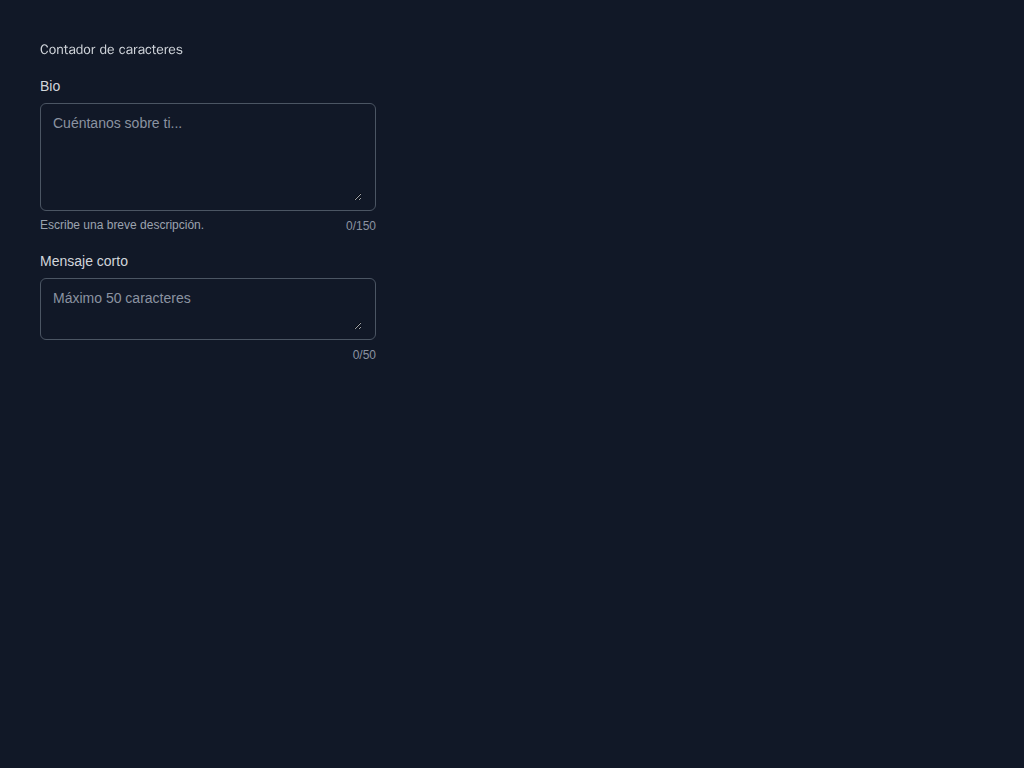 Contador de caracteres
Bio
Cuéntanos sobre ti...
Escribe una breve descripción. 0/150
Mensaje corto
Máximo 50 caracteres
0/50